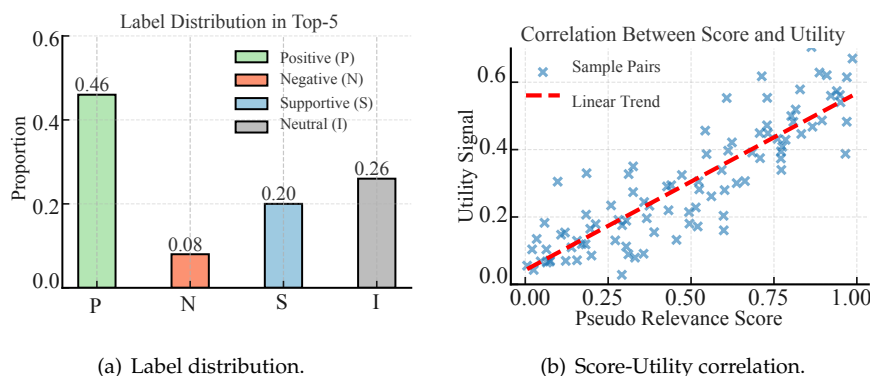 Label Distribution in Top-5
0.6
0.4
0.2
0.0
Proportion
0.46
0.08
0.20
0.26
Positive (P)
Negative (N)
Supportive (S)
Neutral (I)
P N S I
(a) Label distribution.
Correlation Between Score and Utility
0.6
0.4
0.2
0.0
Utility Signal
Sample Pairs
Linear Trend
0.00 0.25 0.50 0.75 1.00
Pseudo Relevance Score
(b) Score-Utility correlation.